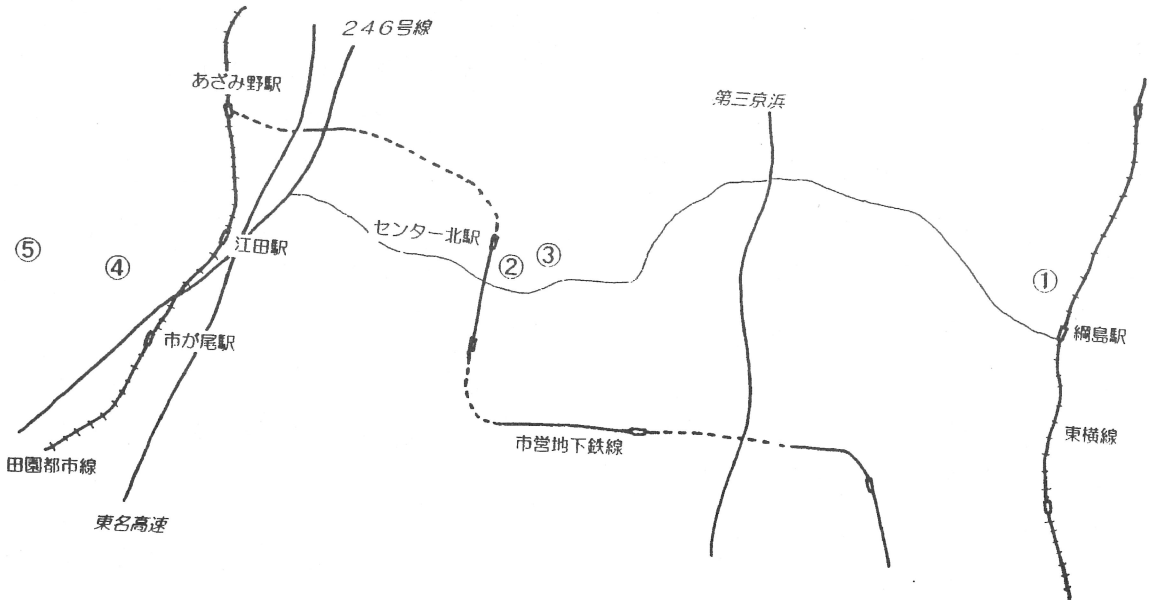 246号線
あざみ野駅
第三京浜
センター北駅
江田駅
⑤
④
②
③
①
市が尾駅
綱島駅
市営地下鉄線
東横線
田園都市線
東名高速